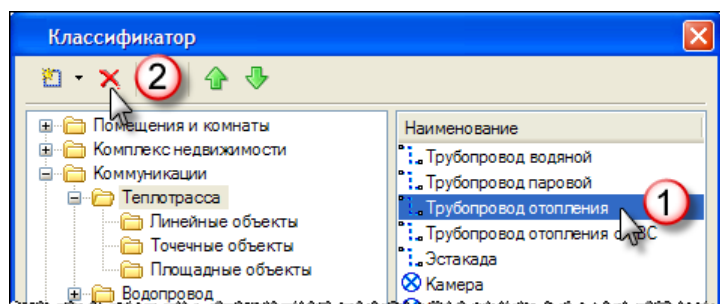 Классификатор
2
Помещения и комнаты
Комплекс недвижимости
Коммуникации
Теплотрасса
Линейные объекты
Точечные объекты
Площадные объекты
Водопровод
Наименование
Трубопровод водяной
Трубопровод паровой
Трубопровод отопления
1
Трубопровод отопления
Эстакада
Камера